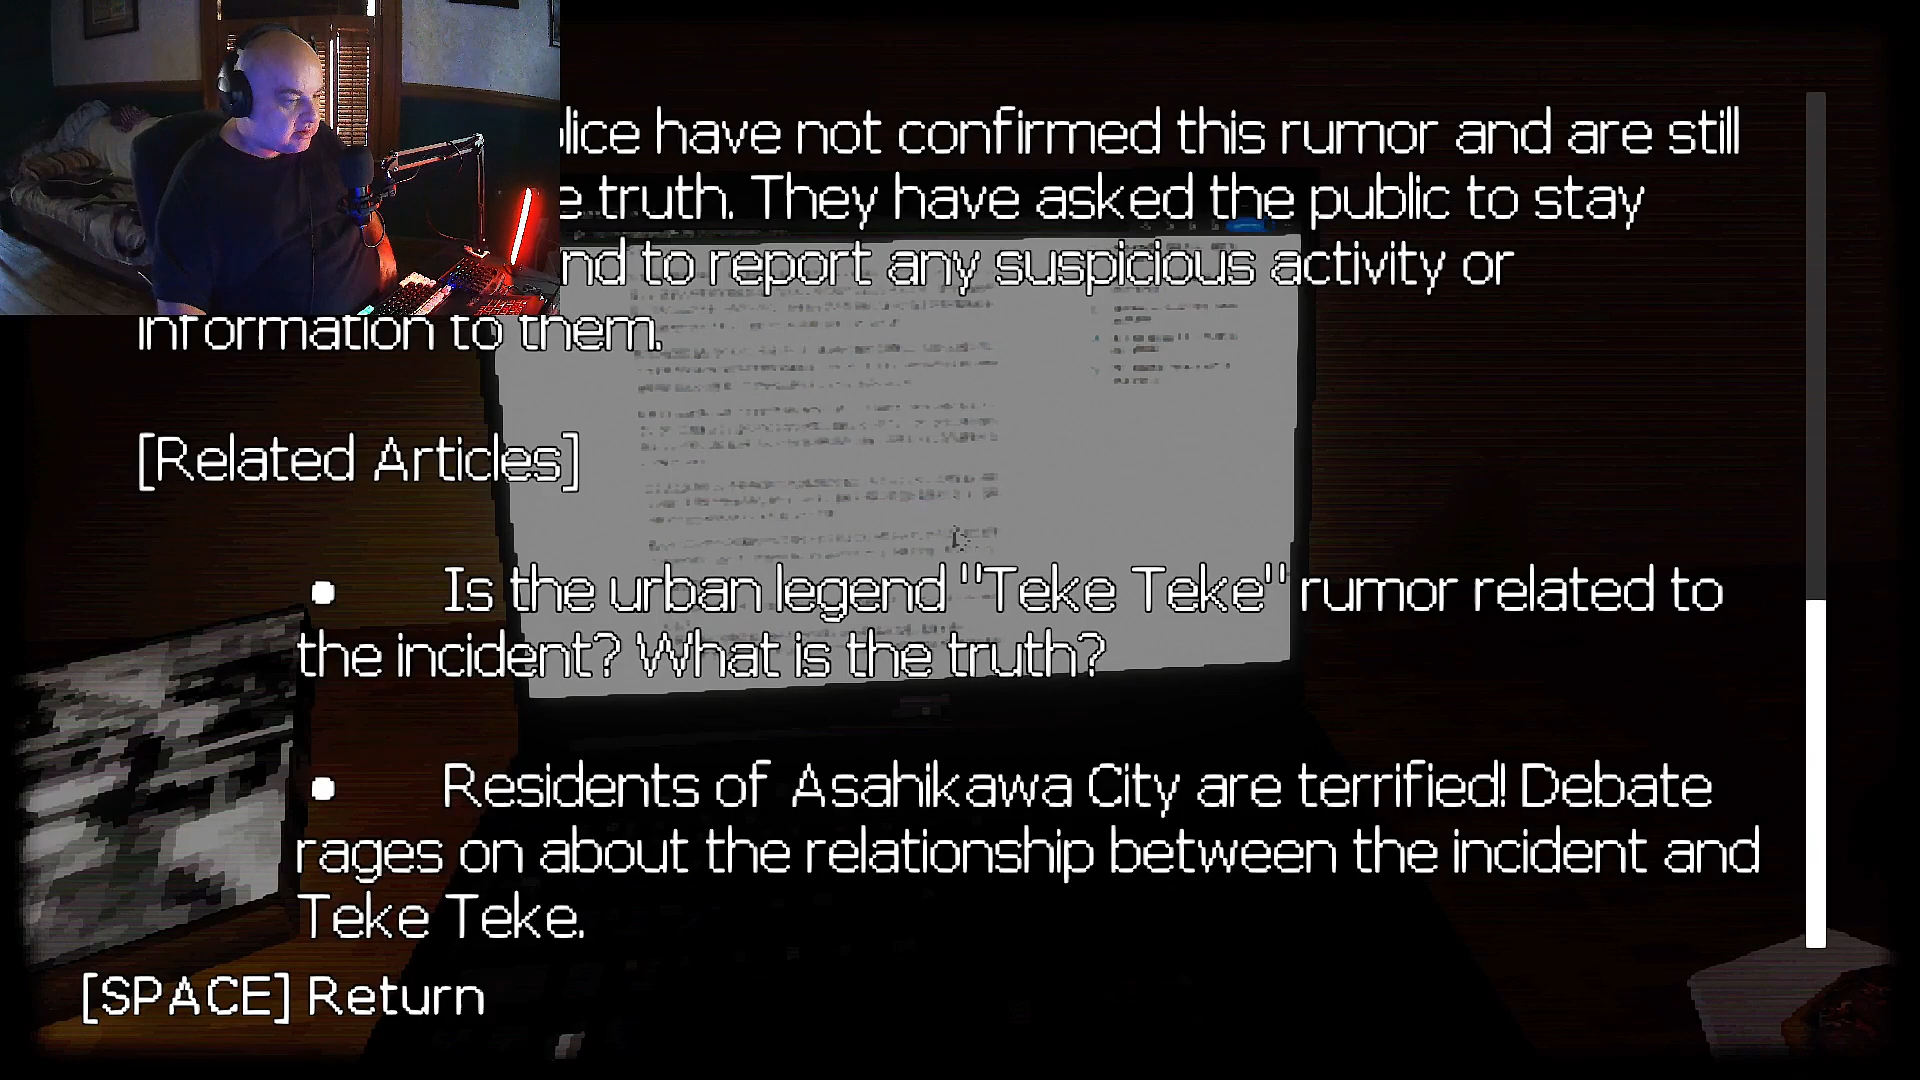 have not confirmed this rumor and are still
truth. They have asked the public to stay
to report any suspicious activity or
information to them.
[Related Articles]
• Is the urban legend "Teke Teke" rumor related to
the incident? What is the truth?
• Residents of Asahikawa City are terrified! Debate
rages on about the relationship between the incident and
Teke Teke.
[SPACE] Return